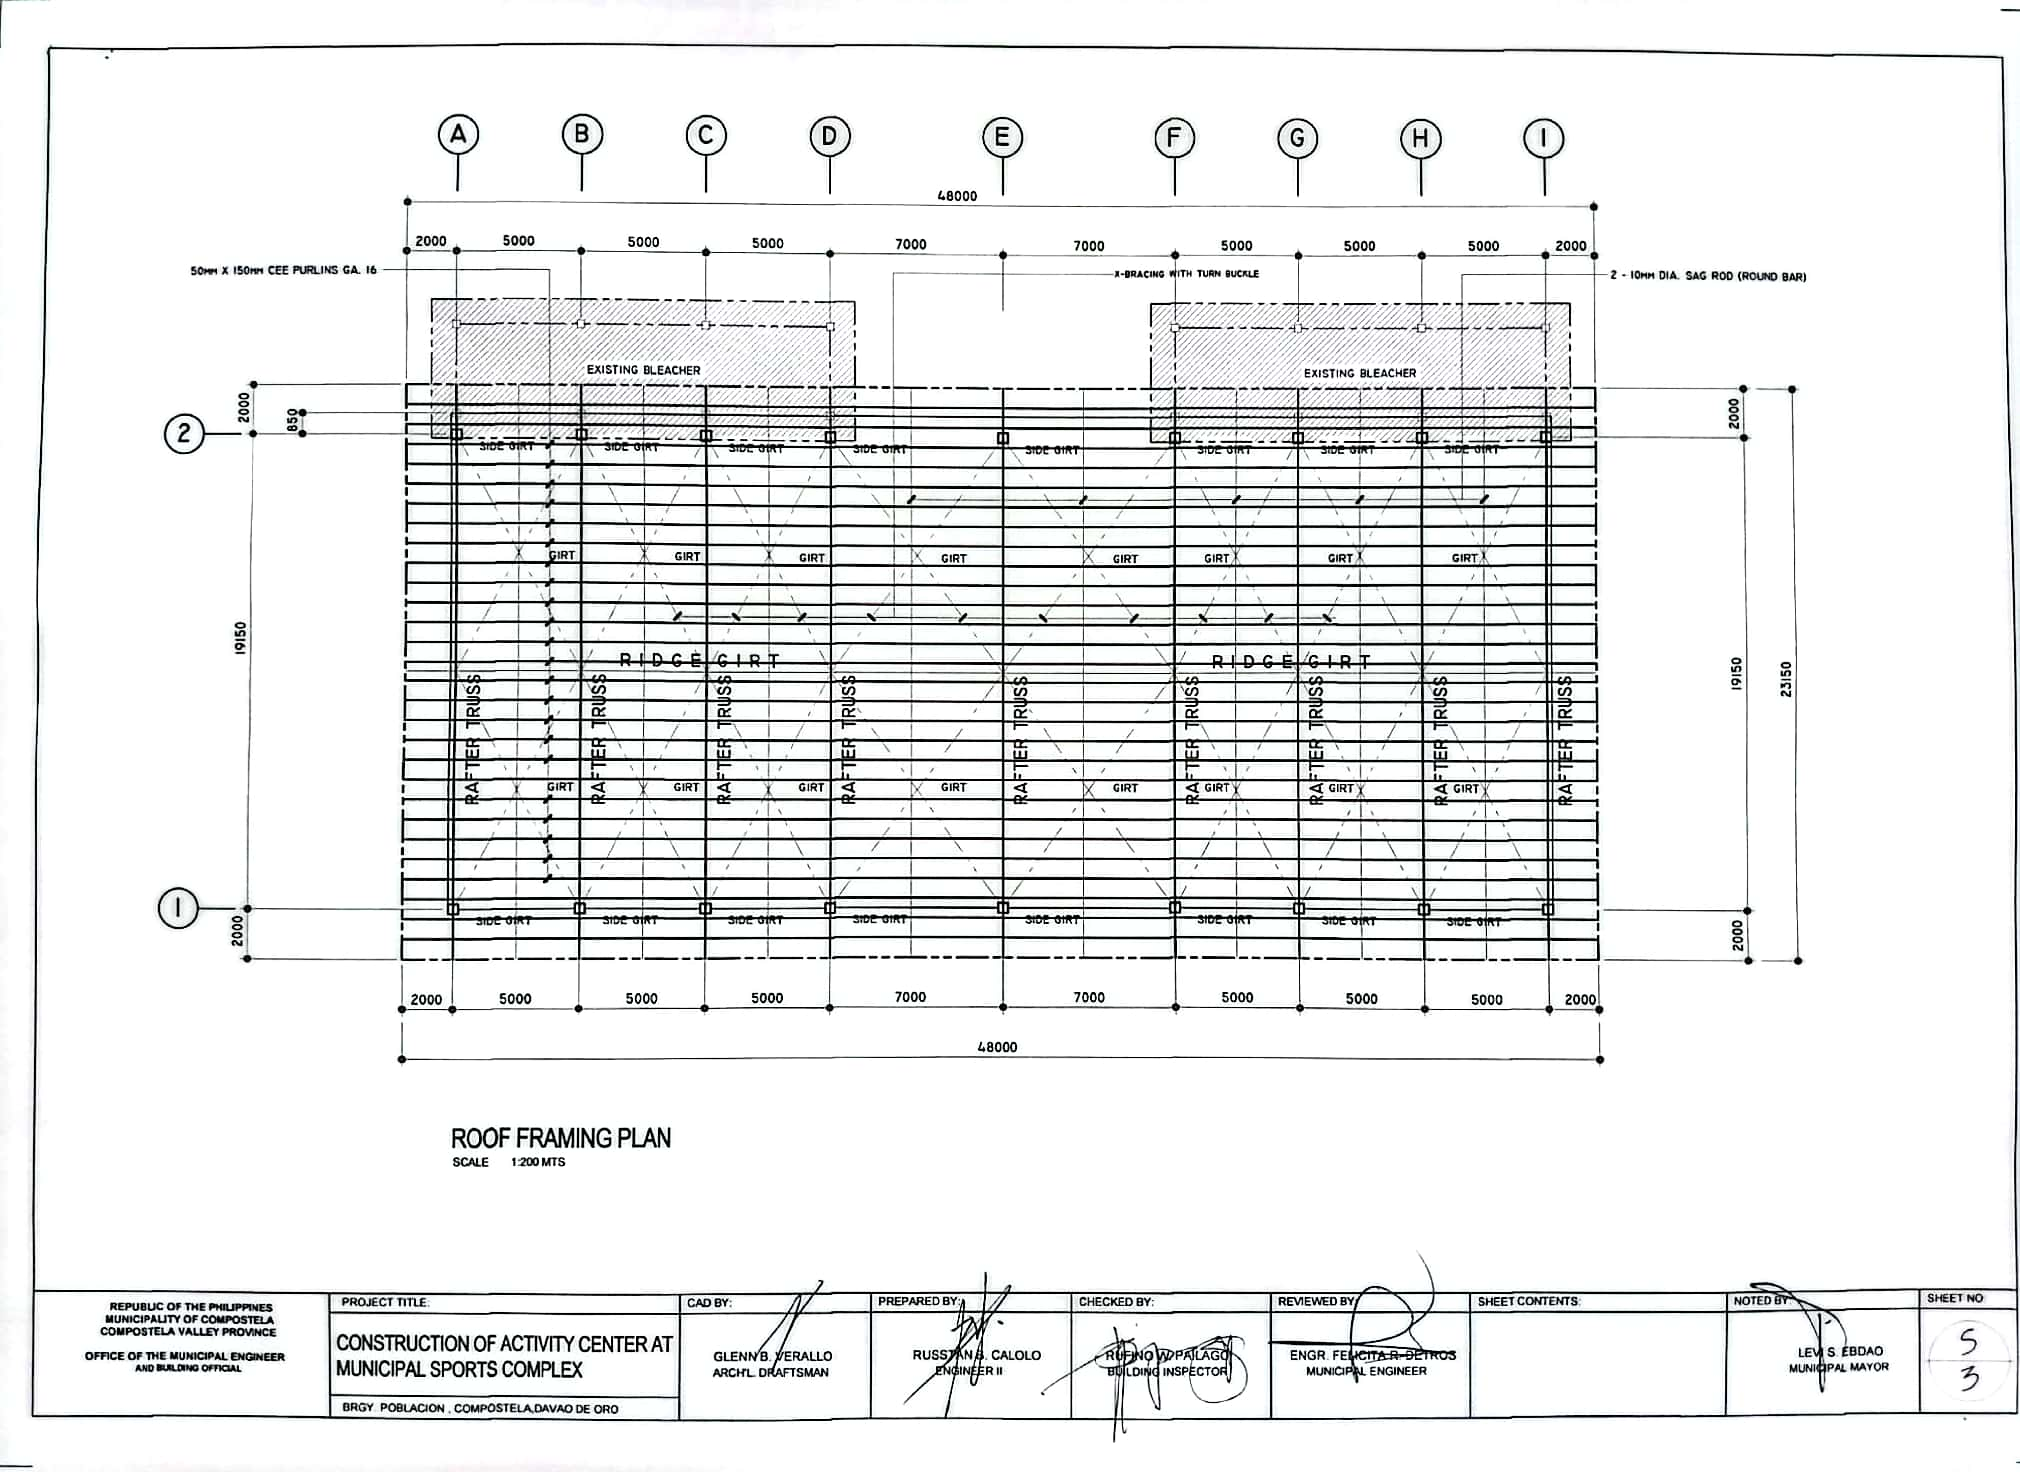 A B C D E F G H I
48000
2000 5000 5000 5000 7000 7000 5000 5000 5000 2000
50MM X 150MM CEE PURLINS GA. 16
X-BRACING WITH TURN BUCKLE
2 - 10MM DIA. SAG ROD (ROUND BAR)
EXISTING BLEACHER EXISTING BLEACHER
2000 850 2000
2
SIDE GIRT SIDE GIRT SIDE GIRT SIDE GIRT SIDE GIRT SIDE GIRT SIDE GIRT SIDE GIRT
GIRT GIRT GIRT GIRT GIRT GIRT GIRT GIRT
19150 19150 23150
RIDGE GIRT RIDGE GIRT
RAFTER TRUSS RAFTER TRUSS RAFTER TRUSS RAFTER TRUSS RAFTER TRUSS RAFTER TRUSS RAFTER TRUSS RAFTER TRUSS RAFTER TRUSS
GIRT GIRT GIRT GIRT GIRT GIRT GIRT GIRT
1
SIDE GIRT SIDE GIRT SIDE GIRT SIDE GIRT SIDE GIRT SIDE GIRT SIDE GIRT SIDE GIRT
2000 2000
2000 5000 5000 5000 7000 7000 5000 5000 5000 2000
48000
ROOF FRAMING PLAN
SCALE 1:200 MTS
REPUBLIC OF THE PHILIPPINES
MUNICIPALITY OF COMPOSTELA
COMPOSTELA VALLEY PROVINCE
OFFICE OF THE MUNICIPAL ENGINEER
AND BUILDING OFFICIAL
PROJECT TITLE:
CONSTRUCTION OF ACTIVITY CENTER AT
MUNICIPAL SPORTS COMPLEX
BRGY. POBLACION , COMPOSTELA,DAVAO DE ORO
CAD BY:
GLENN B. VERALLO
ARCH'L. DRAFTSMAN
PREPARED BY:
RUSSTAN S. CALOLO
ENGINEER II
CHECKED BY:
RUFINO W. PAILAGO
BUILDING INSPECTOR
REVIEWED BY:
ENGR. FELICITA R. DETROS
MUNICIPAL ENGINEER
SHEET CONTENTS:
NOTED BY:
LEVI S. EBDAO
MUNICIPAL MAYOR
SHEET NO:
S
3